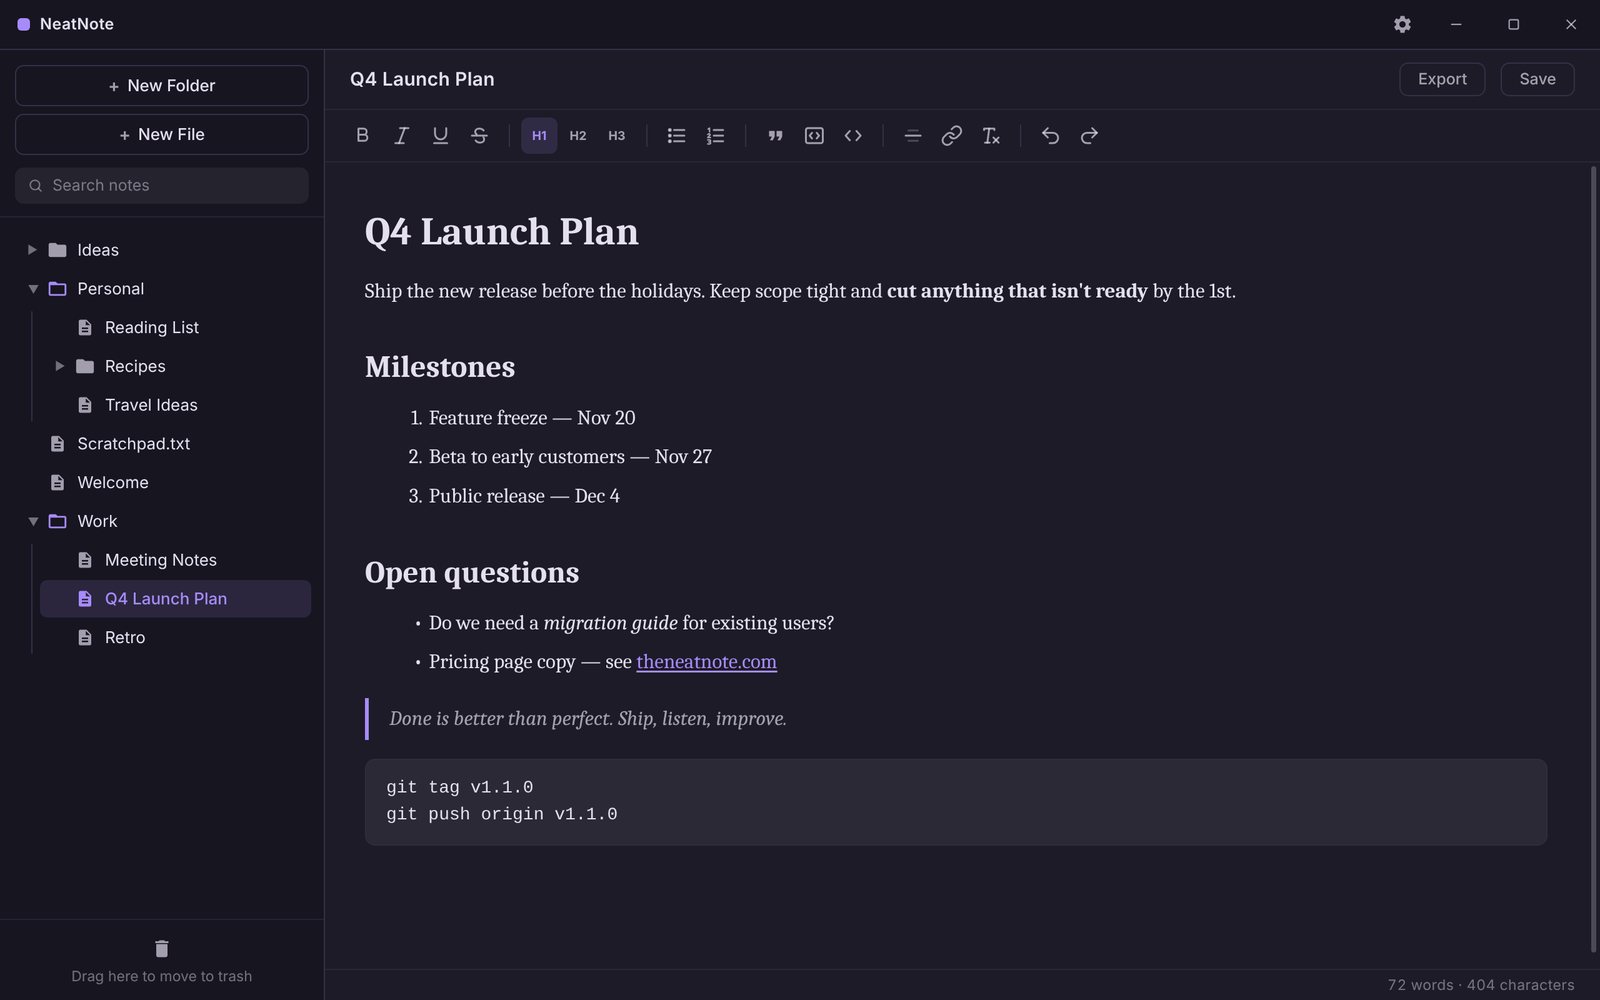 NeatNote
+ New Folder
+ New File
Search notes
Ideas
Personal
Reading List
Recipes
Travel Ideas
Scratchpad.txt
Welcome
Work
Meeting Notes
Q4 Launch Plan
Retro
Drag here to move to trash
Q4 Launch Plan
Export
Save
B I U S H1 H2 H3
Q4 Launch Plan
Ship the new release before the holidays. Keep scope tight and cut anything that isn't ready by the 1st.
Milestones
1. Feature freeze — Nov 20
2. Beta to early customers — Nov 27
3. Public release — Dec 4
Open questions
• Do we need a migration guide for existing users?
• Pricing page copy — see theneatnote.com
Done is better than perfect. Ship, listen, improve.
git tag v1.1.0
git push origin v1.1.0
72 words · 404 characters